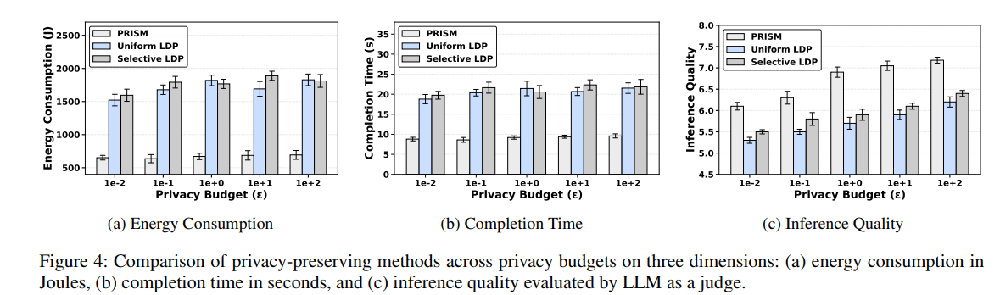 Energy Consumption (J)
2500
2000
1500
1000
500
PRISM
Uniform LDP
Selective LDP
1e-2 1e-1 1e+0 1e+1 1e+2
Privacy Budget (ε)
(a) Energy Consumption
Completion Time (s)
35
30
25
20
15
10
5
0
PRISM
Uniform LDP
Selective LDP
1e-2 1e-1 1e+0 1e+1 1e+2
Privacy Budget (ε)
(b) Completion Time
Inference Quality
8.0
7.5
7.0
6.5
6.0
5.5
5.0
4.5
PRISM
Uniform LDP
Selective LDP
1e-2 1e-1 1e+0 1e+1 1e+2
Privacy Budget (ε)
(c) Inference Quality
Figure 4: Comparison of privacy-preserving methods across privacy budgets on three dimensions: (a) energy consumption in
Joules, (b) completion time in seconds, and (c) inference quality evaluated by LLM as a judge.